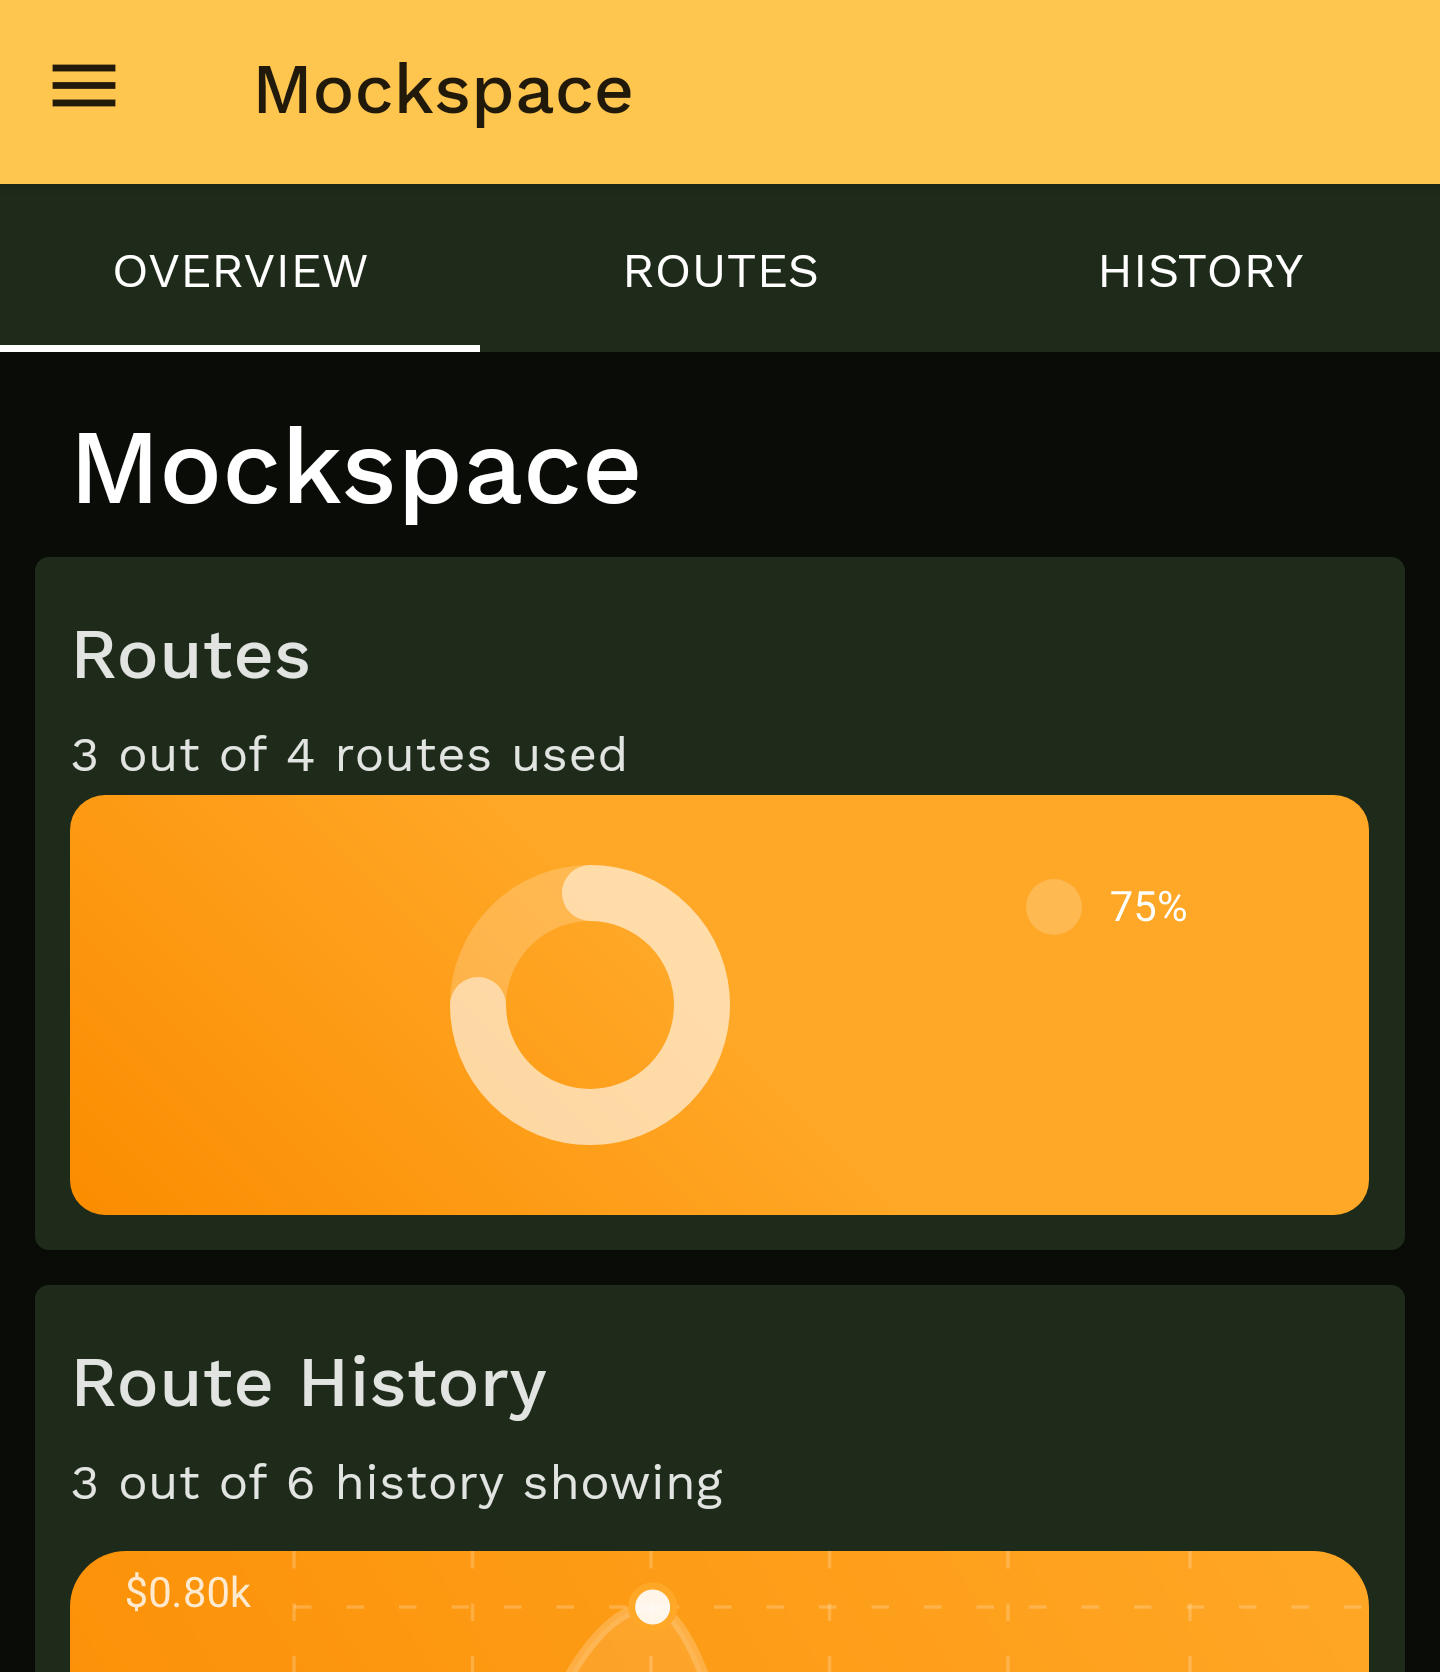 Mockspace
OVERVIEW
ROUTES
HISTORY
Mockspace
Routes
3 out of 4 routes used
75%
Route History
3 out of 6 history showing
$0.80k